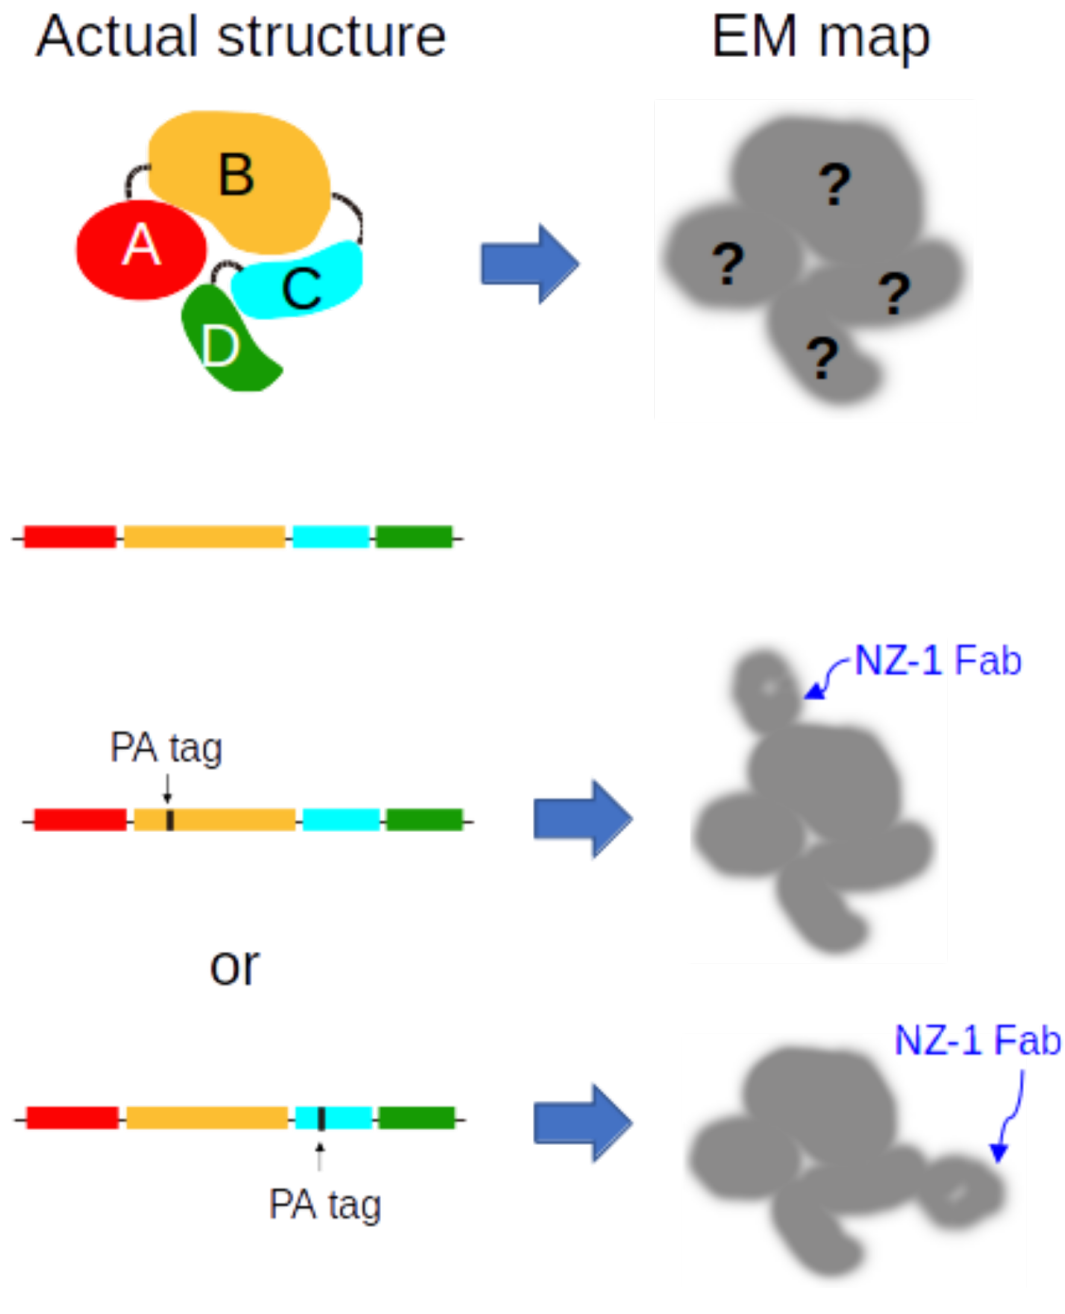 Actual structure
EM map
B
A
C
D
?
?
?
?
NZ-1 Fab
PA tag
or
NZ-1 Fab
PA tag